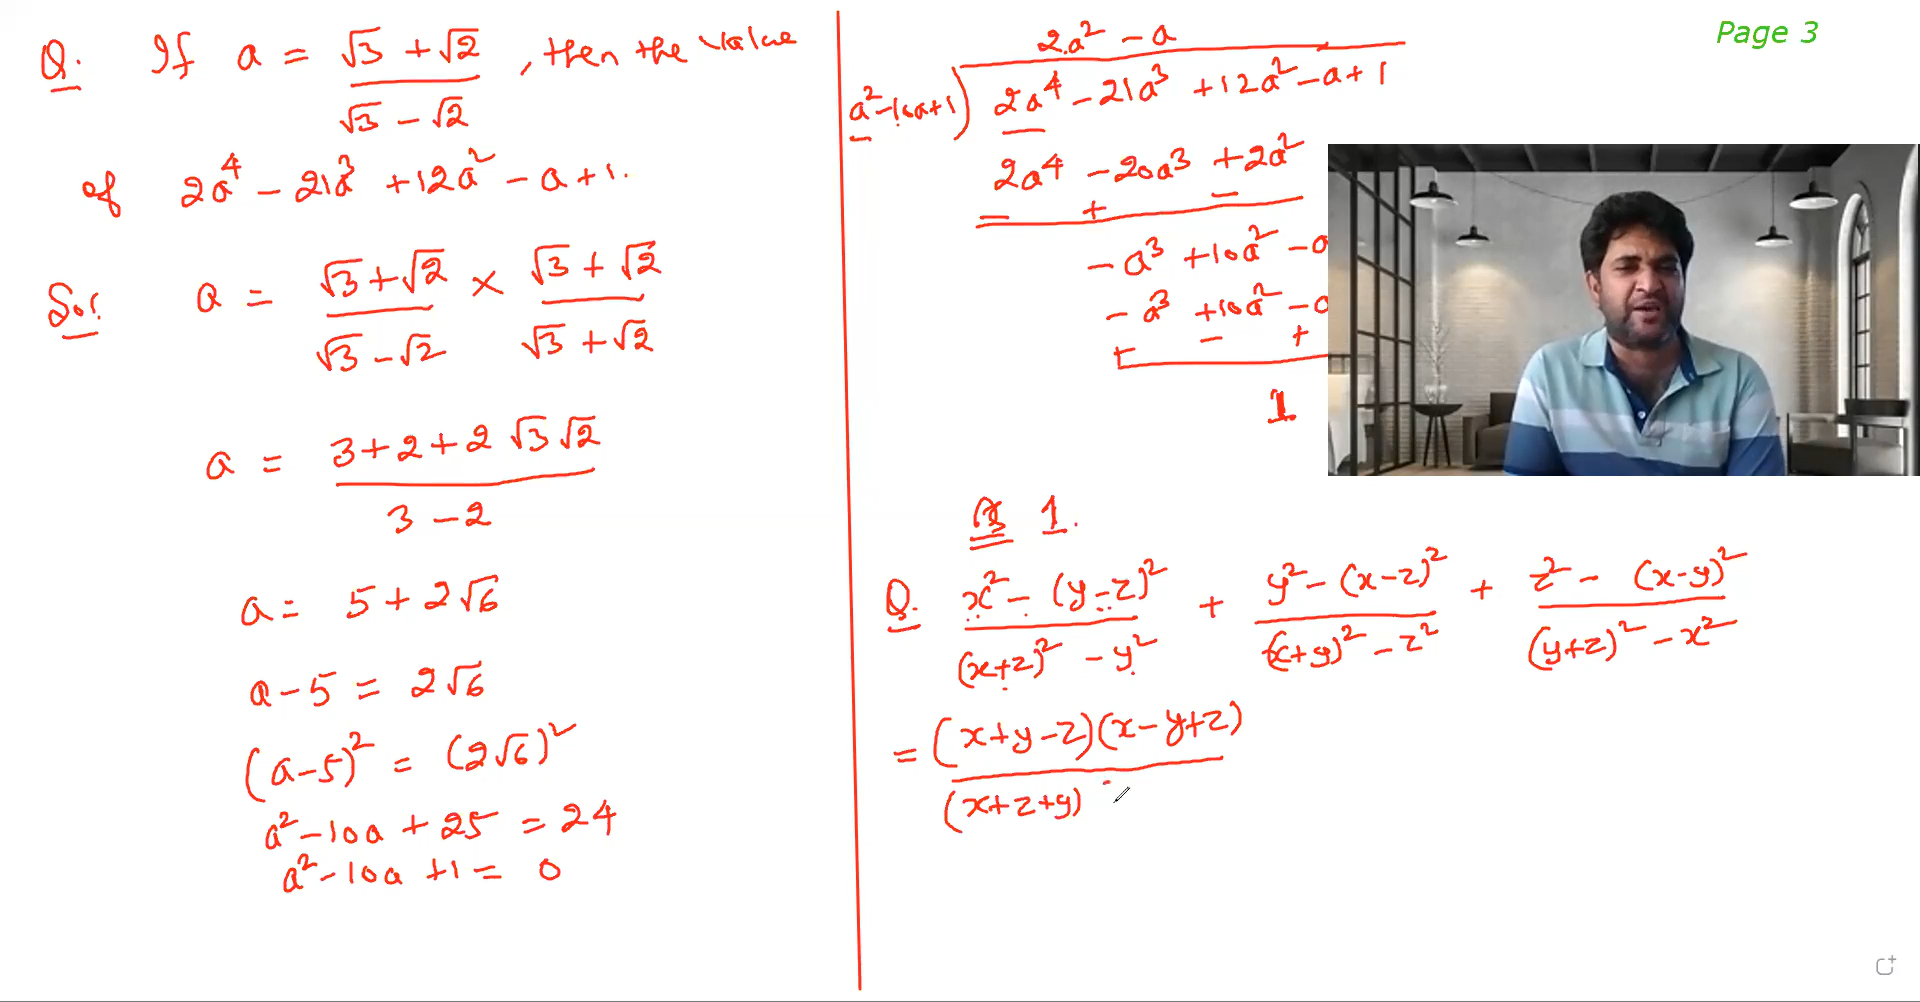 Page 3
Q. If a = (√3 + √2)/(√3 - √2), then the value
of 2a⁴ - 21a³ + 12a² - a + 1.
Sol: a = (√3 + √2)/(√3 - √2) × (√3 + √2)/(√3 + √2)
a = (3 + 2 + 2√3√2)/(3 - 2)
a = 5 + 2√6
a - 5 = 2√6
(a - 5)² = (2√6)²
a² - 10a + 25 = 24
a² - 10a + 1 = 0
2a² - a
a² - 10a + 1) 2a⁴ - 21a³ + 12a² - a + 1
2a⁴ - 20a³ + 2a²
- + -
- a³ + 10a² - a
- a³ + 10a² - a
+ - +
1
1.
Q. (x² - (y - z)²)/((x + z)² - y²) + (y² - (x - z)²)/((x + y)² - z²) + (z² - (x - y)²)/((y + z)² - x²)
= (x + y - z)(x - y + z)
(x + z + y)